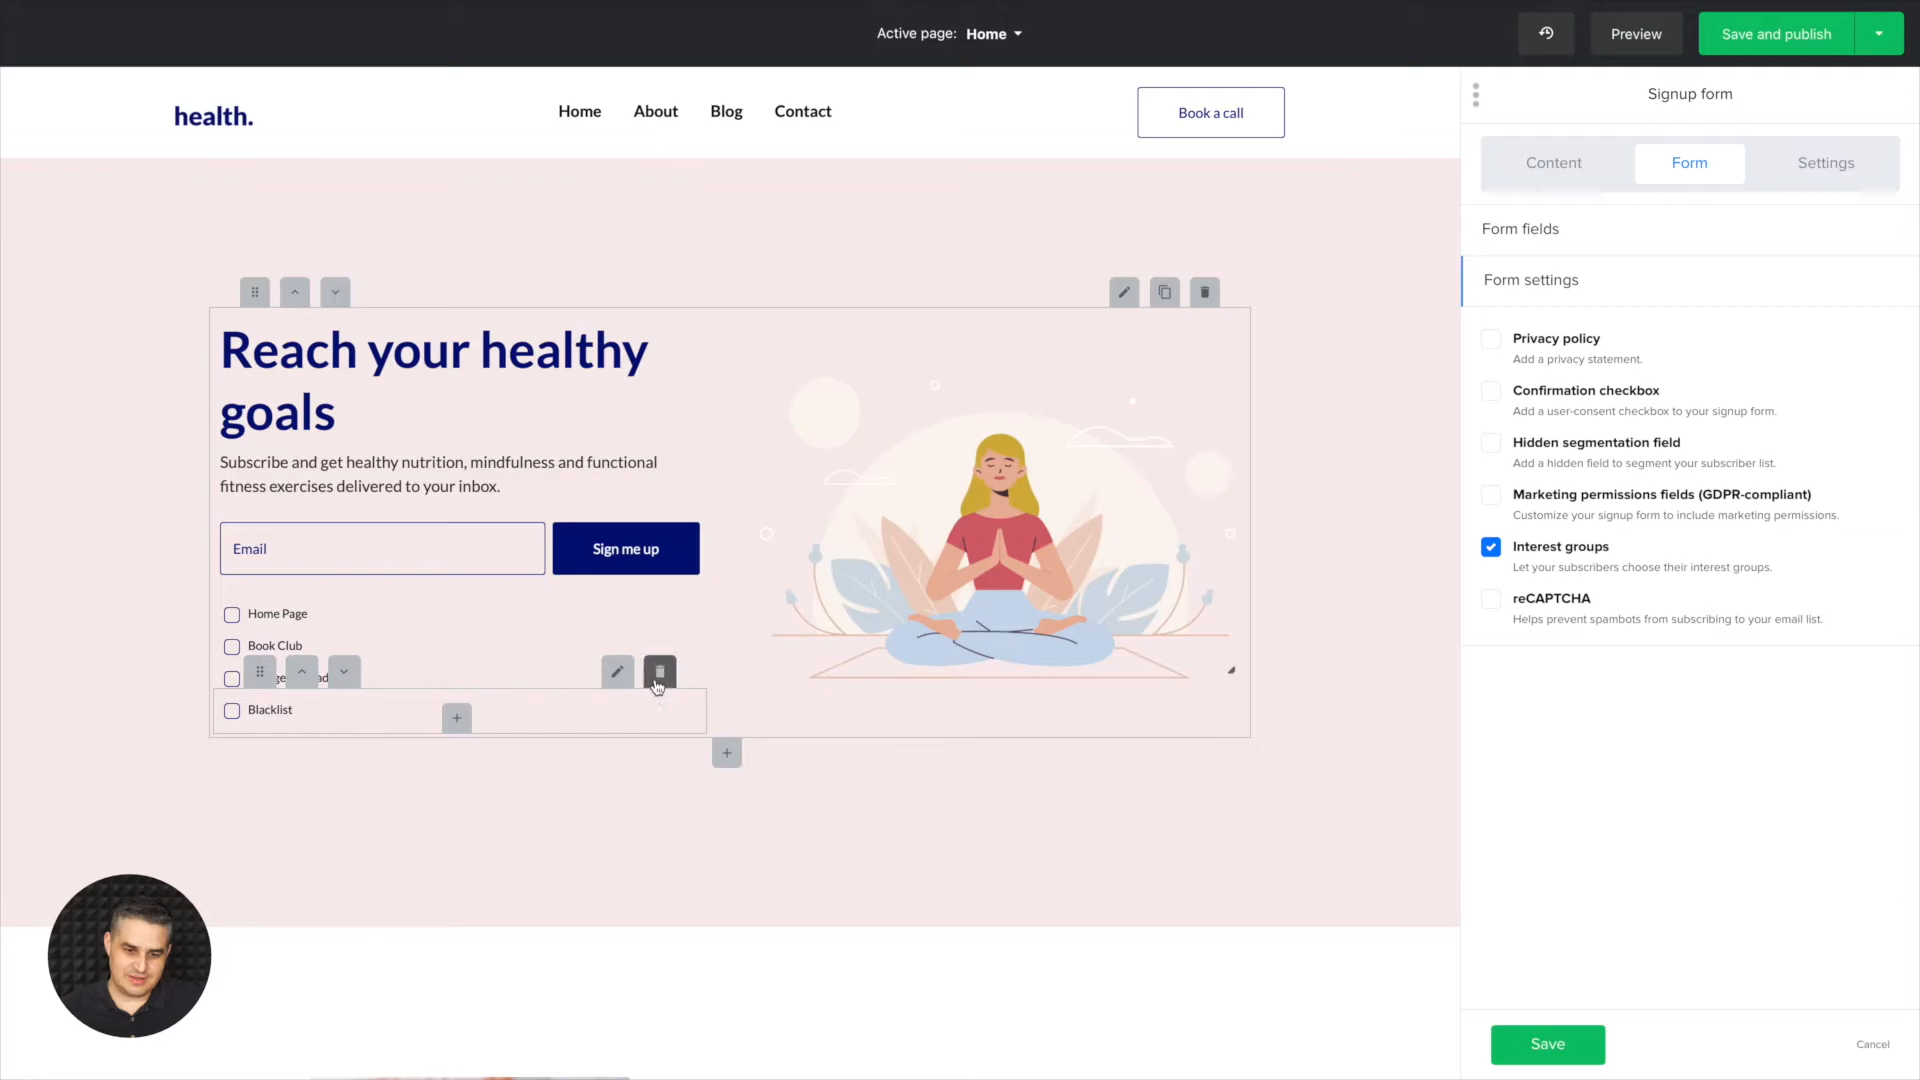 Active page: Home
Preview
Save and publish
health.
Home
About
Blog
Contact
Book a call
Signup form
Content
Form
Settings
Form fields
Form settings
Reach your healthy
goals
Subscribe and get healthy nutrition, mindfulness and functional
fitness exercises delivered to your inbox.
Email
Sign me up
Home Page
Book Club
Blacklist
Privacy policy
Add a privacy statement.
Confirmation checkbox
Add a user-consent checkbox to your signup form.
Hidden segmentation field
Add a hidden field to segment your subscriber list.
Marketing permissions fields (GDPR-compliant)
Customize your signup form to include marketing permissions.
Interest groups
Let your subscribers choose their interest groups.
reCAPTCHA
Helps prevent spambots from subscribing to your email list.
Save
Cancel